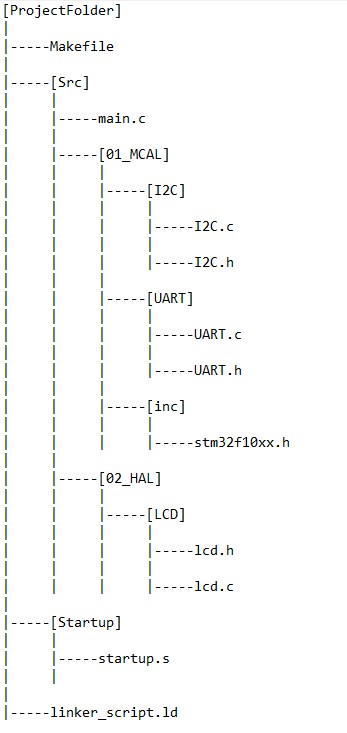 [ProjectFolder]
|
|-----Makefile
|
|-----[Src]
|     |
|     |-----main.c
|     |
|     |-----[01_MCAL]
|     |     |
|     |     |-----[I2C]
|     |     |     |
|     |     |     |-----I2C.c
|     |     |     |
|     |     |     |-----I2C.h
|     |     |
|     |     |-----[UART]
|     |     |     |
|     |     |     |-----UART.c
|     |     |     |
|     |     |     |-----UART.h
|     |     |
|     |     |-----[inc]
|     |     |     |
|     |     |     |-----stm32f10xx.h
|     |
|     |-----[02_HAL]
|     |     |-----[LCD]
|     |     |     |
|     |     |     |-----lcd.h
|     |     |     |
|     |     |     |-----lcd.c
|
|-----[Startup]
|     |
|     |-----startup.s
|     |
|
|-----linker_script.ld